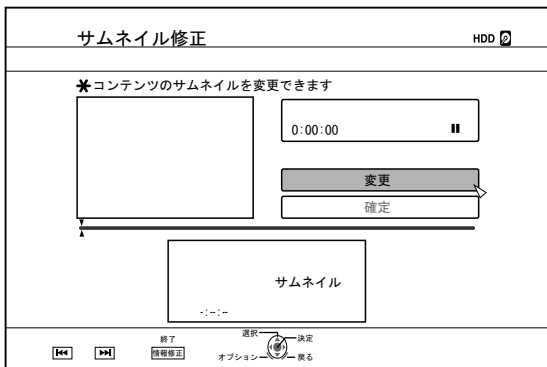 サムネイル修正
HDD
*コンテンツのサムネイルを変更できます
0:00:00
変更
確定
サムネイル
-:--:--
終了
情報修正
選択
決定
オプション
戻る